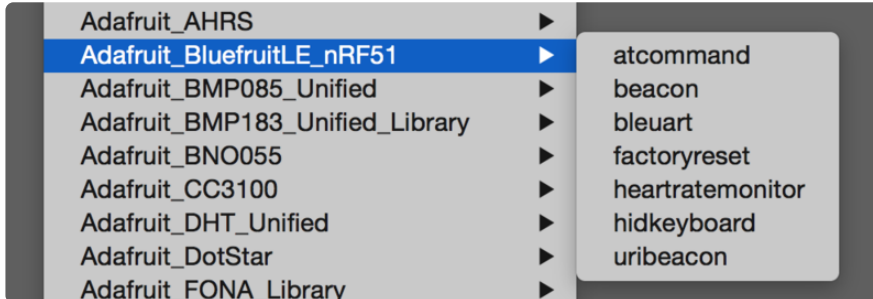 Adafruit_AHRS
Adafruit_BluefruitLE_nRF51
Adafruit_BMP085_Unified
Adafruit_BMP183_Unified_Library
Adafruit_BNO055
Adafruit_CC3100
Adafruit_DHT_Unified
Adafruit_DotStar
Adafruit_FONA_Library
atcommand
beacon
bleuart
factoryreset
heartratemonitor
hidkeyboard
uribeacon